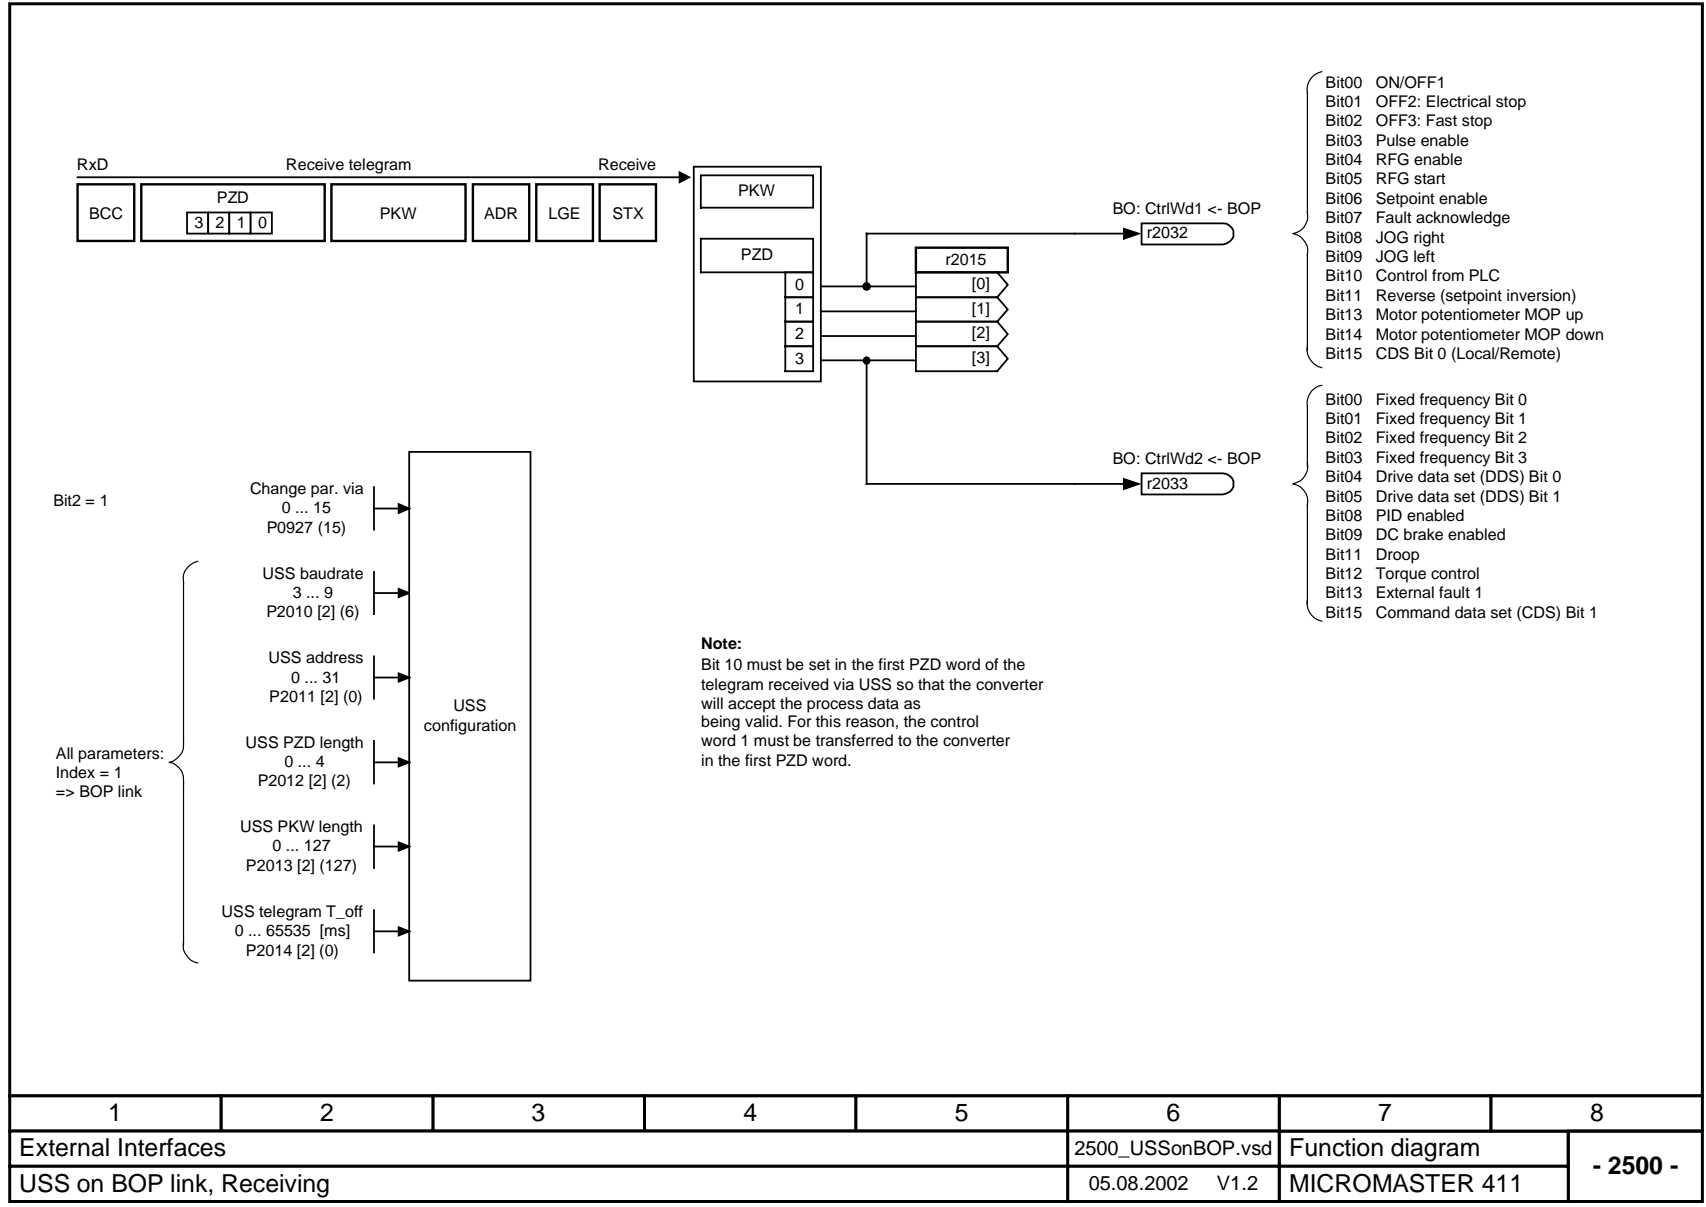 RxD Receive telegram Receive
BCC PZD PKW ADR LGE STX
3 2 1 0
PKW
PZD
0
1
2
3
r2015
[0]
[1]
[2]
[3]
BO: CtrlWd1 <- BOP
r2032
Bit00 ON/OFF1
Bit01 OFF2: Electrical stop
Bit02 OFF3: Fast stop
Bit03 Pulse enable
Bit04 RFG enable
Bit05 RFG start
Bit06 Setpoint enable
Bit07 Fault acknowledge
Bit08 JOG right
Bit09 JOG left
Bit10 Control from PLC
Bit11 Reverse (setpoint inversion)
Bit13 Motor potentiometer MOP up
Bit14 Motor potentiometer MOP down
Bit15 CDS Bit 0 (Local/Remote)
BO: CtrlWd2 <- BOP
r2033
Bit00 Fixed frequency Bit 0
Bit01 Fixed frequency Bit 1
Bit02 Fixed frequency Bit 2
Bit03 Fixed frequency Bit 3
Bit04 Drive data set (DDS) Bit 0
Bit05 Drive data set (DDS) Bit 1
Bit08 PID enabled
Bit09 DC brake enabled
Bit11 Droop
Bit12 Torque control
Bit13 External fault 1
Bit15 Command data set (CDS) Bit 1
Bit2 = 1
Change par. via
0 ... 15
P0927 (15)
USS baudrate
3 ... 9
P2010 [2] (6)
USS address
0 ... 31
P2011 [2] (0)
USS PZD length
0 ... 4
P2012 [2] (2)
USS PKW length
0 ... 127
P2013 [2] (127)
USS telegram T_off
0 ... 65535 [ms]
P2014 [2] (0)
All parameters:
Index = 1
=> BOP link
USS
configuration
Note:
Bit 10 must be set in the first PZD word of the
telegram received via USS so that the converter
will accept the process data as
being valid. For this reason, the control
word 1 must be transferred to the converter
in the first PZD word.
1 2 3 4 5 6 7 8
External Interfaces 2500_USSonBOP.vsd Function diagram
USS on BOP link, Receiving 05.08.2002 V1.2 MICROMASTER 411
- 2500 -